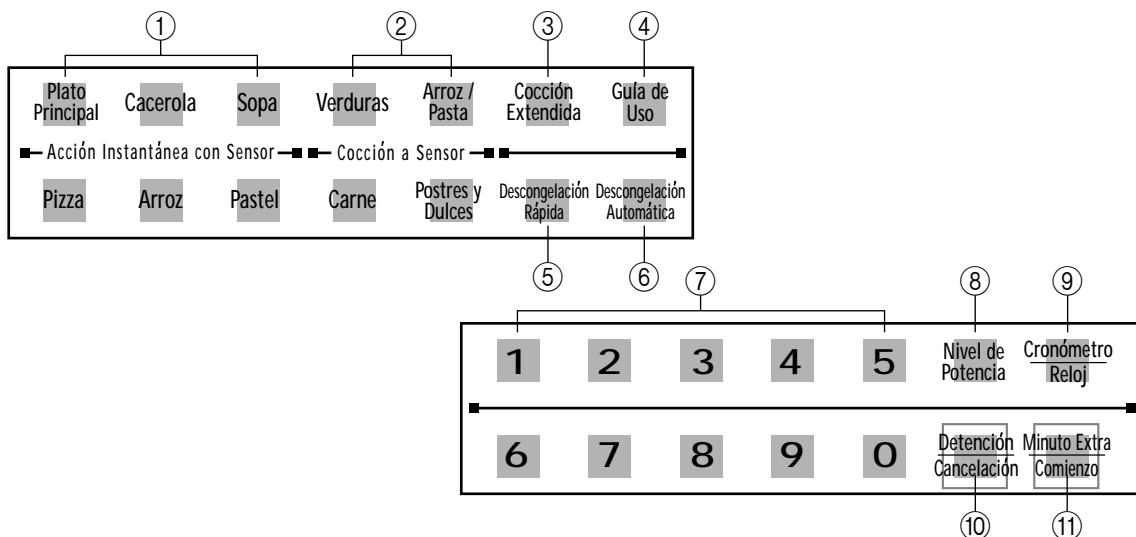 ① ② ③ ④
Plato Principal Cacerola Sopa Verduras Arroz / Pasta Cocción Extendida Guía de Uso
Acción Instantánea con Sensor Cocción a Sensor
Pizza Arroz Pastel Carne Postres y Dulces Descongelación Rápida Descongelación Automática
⑤ ⑥ ⑦ ⑧ ⑨
1 2 3 4 5 Nivel de Potencia Cronómetro Reloj
6 7 8 9 0 Detención Cancelación Minuto Extra Comienzo
⑩ ⑪